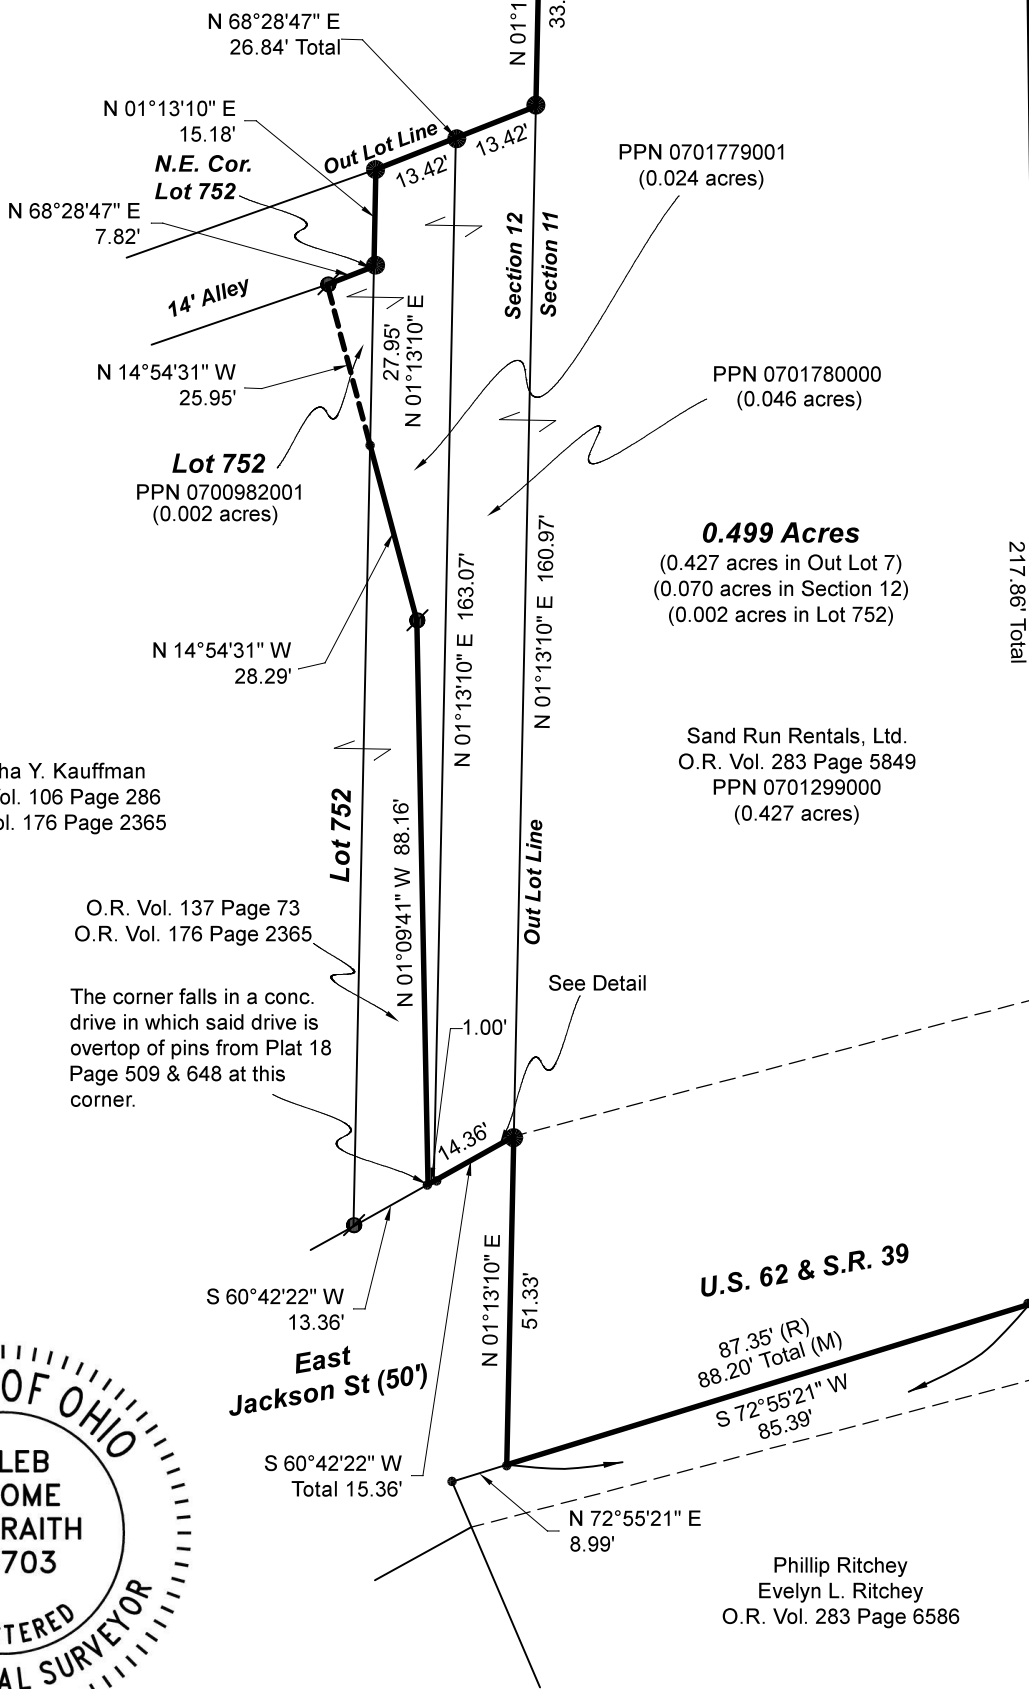 N 68°28'47" E
26.84' Total
N 01°1
33.
N 01°13'10" E
15.18'
Out Lot Line
13.42'
13.42'
PPN 0701779001
(0.024 acres)
N.E. Cor.
Lot 752
N 68°28'47" E
7.82'
Section 12
Section 11
14' Alley
27.95'
N 01°13'10" E
N 14°54'31" W
25.95'
PPN 0701780000
(0.046 acres)
Lot 752
PPN 0700982001
(0.002 acres)
0.499 Acres
(0.427 acres in Out Lot 7)
(0.070 acres in Section 12)
(0.002 acres in Lot 752)
217.86' Total
N 01°13'10" E 163.07'
N 01°13'10" E 160.97'
N 14°54'31" W
28.29'
Sand Run Rentals, Ltd.
O.R. Vol. 283 Page 5849
PPN 0701299000
(0.427 acres)
ha Y. Kauffman
ol. 106 Page 286
ol. 176 Page 2365
Lot 752
N 01°09'41" W 88.16'
Out Lot Line
O.R. Vol. 137 Page 73
O.R. Vol. 176 Page 2365
See Detail
The corner falls in a conc.
drive in which said drive is
overtop of pins from Plat 18
Page 509 & 648 at this
corner.
1.00'
14.36'
S 60°42'22" W
13.36'
N 01°13'10" E
51.33'
U.S. 62 & S.R. 39
87.35' (R)
88.20' Total (M)
S 72°55'21" W
85.39'
East
Jackson St (50')
S 60°42'22" W
Total 15.36'
N 72°55'21" E
8.99'
Phillip Ritchey
Evelyn L. Ritchey
O.R. Vol. 283 Page 6586
OF OHIO
LEB
OME
RAITH
703
TERED
AL SURVEYOR